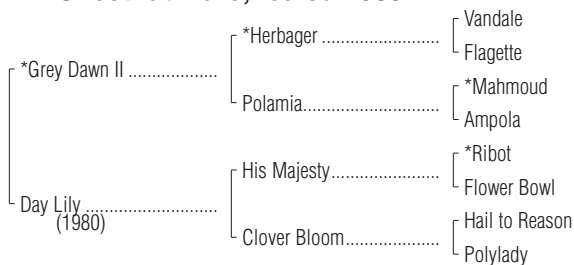 Vandale
*Herbager
Flagette
*Grey Dawn II
*Mahmoud
Polamia
Ampola
*Ribot
His Majesty
Flower Bowl
Day Lily
(1980)
Hail to Reason
Clover Bloom
Polylady